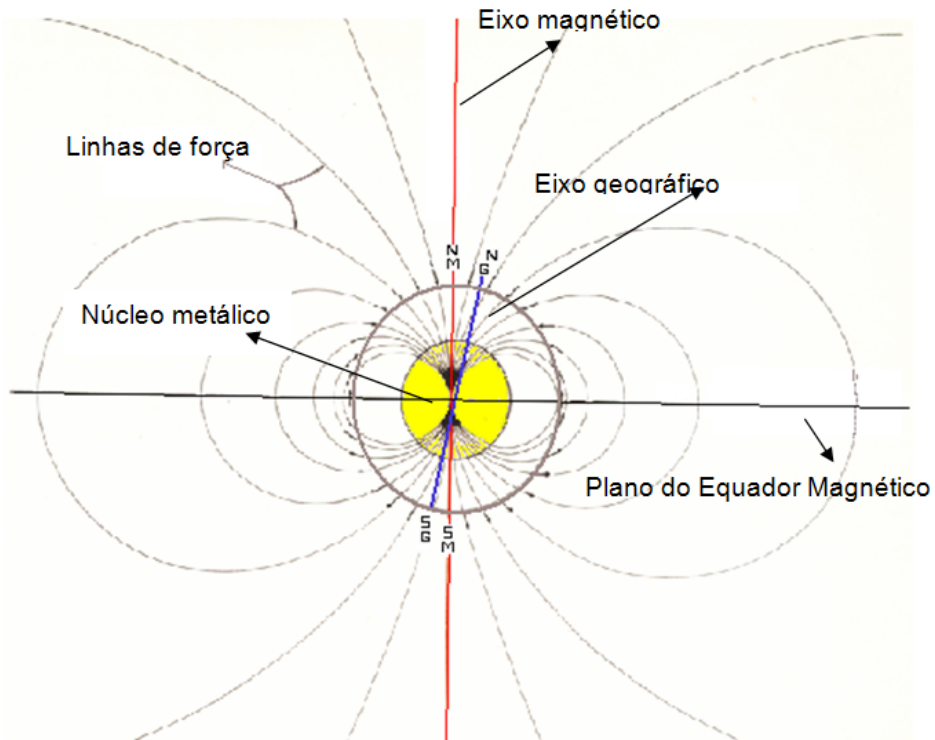 Eixo magnético
Linhas de força
Eixo geográfico
N
M
N
G
Núcleo metálico
Plano do Equador Magnético
S
G
S
M